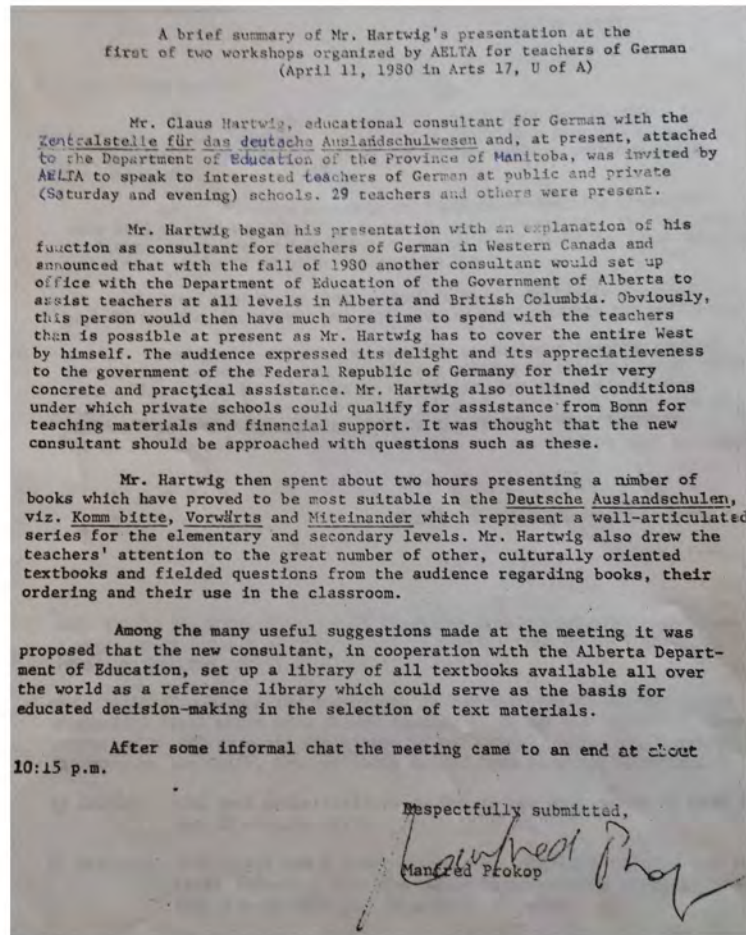 A brief summary of Mr. Hartwig's presentation at the
first of two workshops organized by AELTA for teachers of German
(April 11, 1980 in Arts 17, U of A)
Mr. Claus Hartwig, educational consultant for German with the
Zentralstelle für das deutsche Auslandschulwesen and, at present, attached
to the Department of Education of the Province of Manitoba, was invited by
AELTA to speak to interested teachers of German at public and private
(Saturday and evening) schools. 29 teachers and others were present.
Mr. Hartwig began his presentation with an explanation of his
function as consultant for teachers of German in Western Canada and
announced that with the fall of 1980 another consultant would set up
office with the Department of Education of the Government of Alberta to
assist teachers at all levels in Alberta and British Columbia. Obviously,
this person would then have much more time to spend with the teachers
than is possible at present as Mr. Hartwig has to cover the entire West
by himself. The audience expressed its delight and its appreciatieveness
to the government of the Federal Republic of Germany for their very
concrete and practical assistance. Mr. Hartwig also outlined conditions
under which private schools could qualify for assistance from Bonn for
teaching materials and financial support. It was thought that the new
consultant should be approached with questions such as these.
Mr. Hartwig then spent about two hours presenting a nimber of
books which have proved to be most suitable in the Deutsche Auslandschulen,
viz. Komm bitte, Vorwärts and Miteinander which represent a well-articulated
series for the elementary and secondary levels. Mr. Hartwig also drew the
teachers' attention to the great number of other, culturally oriented
textbooks and fielded questions from the audience regarding books, their
ordering and their use in the classroom.
Among the many useful suggestions made at the meeting it was
proposed that the new consultant, in cooperation with the Alberta Depart-
ment of Education, set up a library of all textbooks available all over
the world as a reference library which could serve as the basis for
educated decision-making in the selection of text materials.
After some informal chat the meeting came to an end at about
10:15 p.m.
Respectfully submitted,
Manfred Prokop
Manfred Prokop